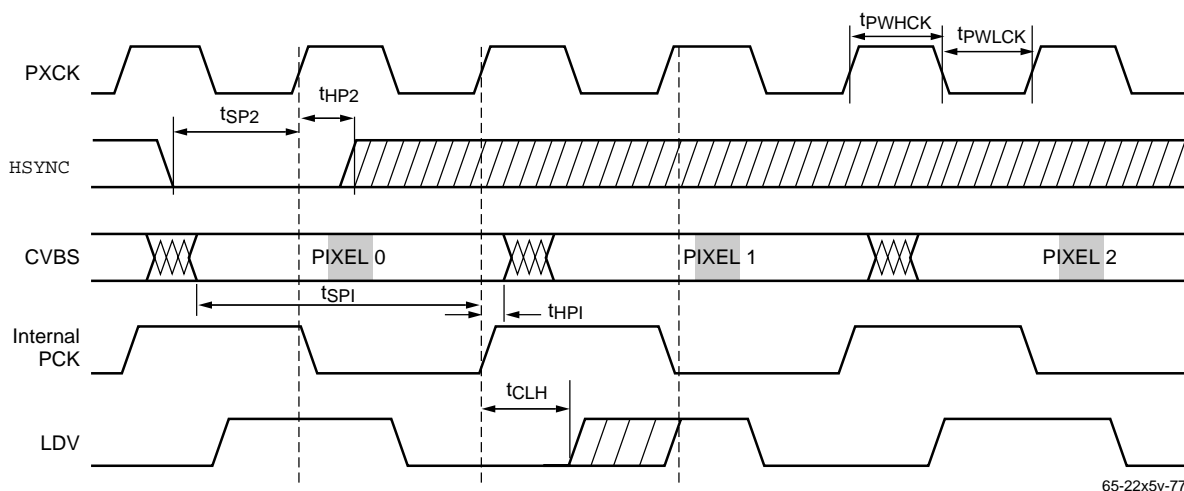 tPWHCK
tPWLCK
PXCK
tHP2
tSP2
HSYNC
CVBS
PIXEL 0
PIXEL 1
PIXEL 2
tSPI
tHPI
Internal
PCK
tCLH
LDV
65-22x5y-77